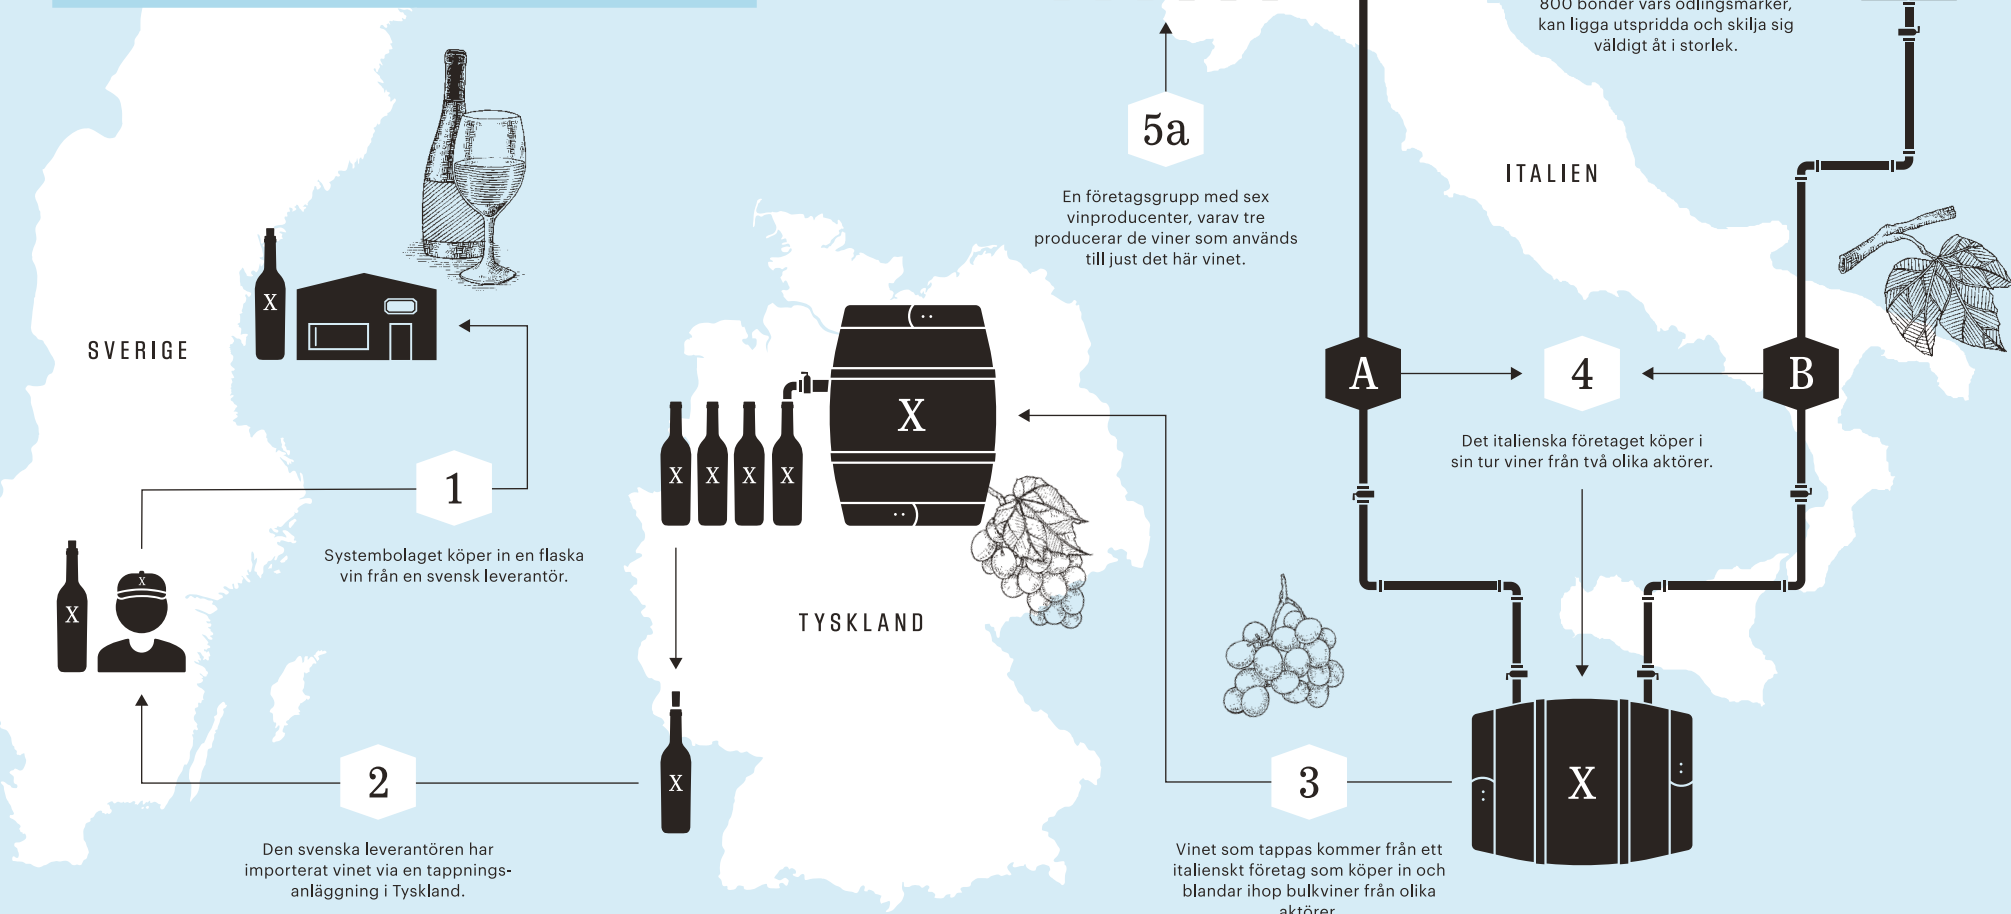 800 bönder vars odlingsmarker,
kan ligga utspridda och skilja sig
väldigt åt i storlek.
5a
En företagsgrupp med sex
vinproducenter, varav tre
producerar de viner som används
till just det här vinet.
ITALIEN
SVERIGE
X
A
4
B
Det italienska företaget köper i
sin tur viner från två olika aktörer.
X
X
X
X
X
1
Systembolaget köper in en flaska
vin från en svensk leverantör.
X
X
TYSKLAND
X
2
Den svenska leverantören har
importerat vinet via en tappnings-
anläggning i Tyskland.
3
Vinet som tappas kommer från ett
italienskt företag som köper in och
blandar ihop bulkviner från olika
aktörer.
X